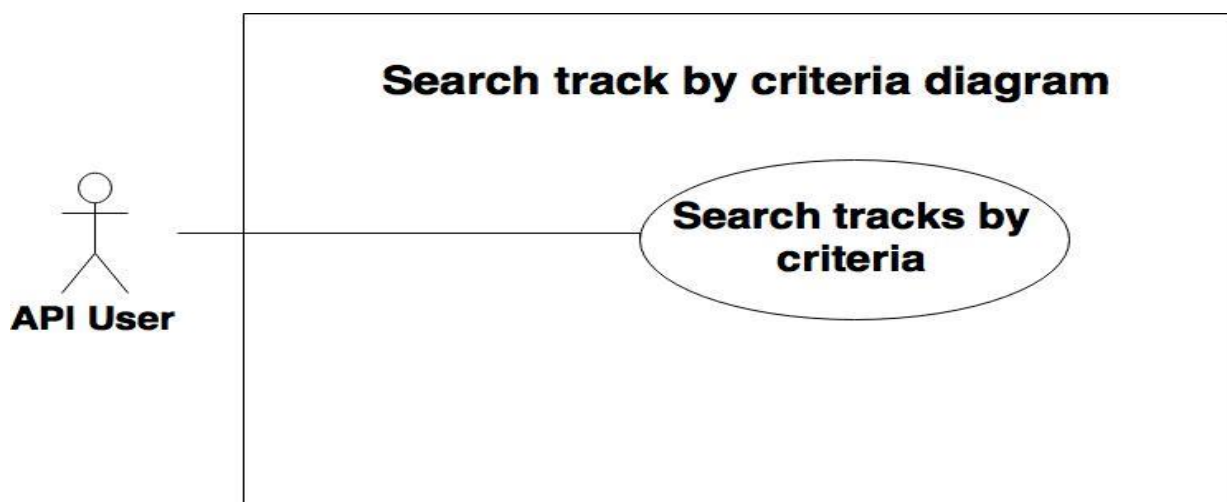 Search track by criteria diagram
Search tracks by
criteria
API User